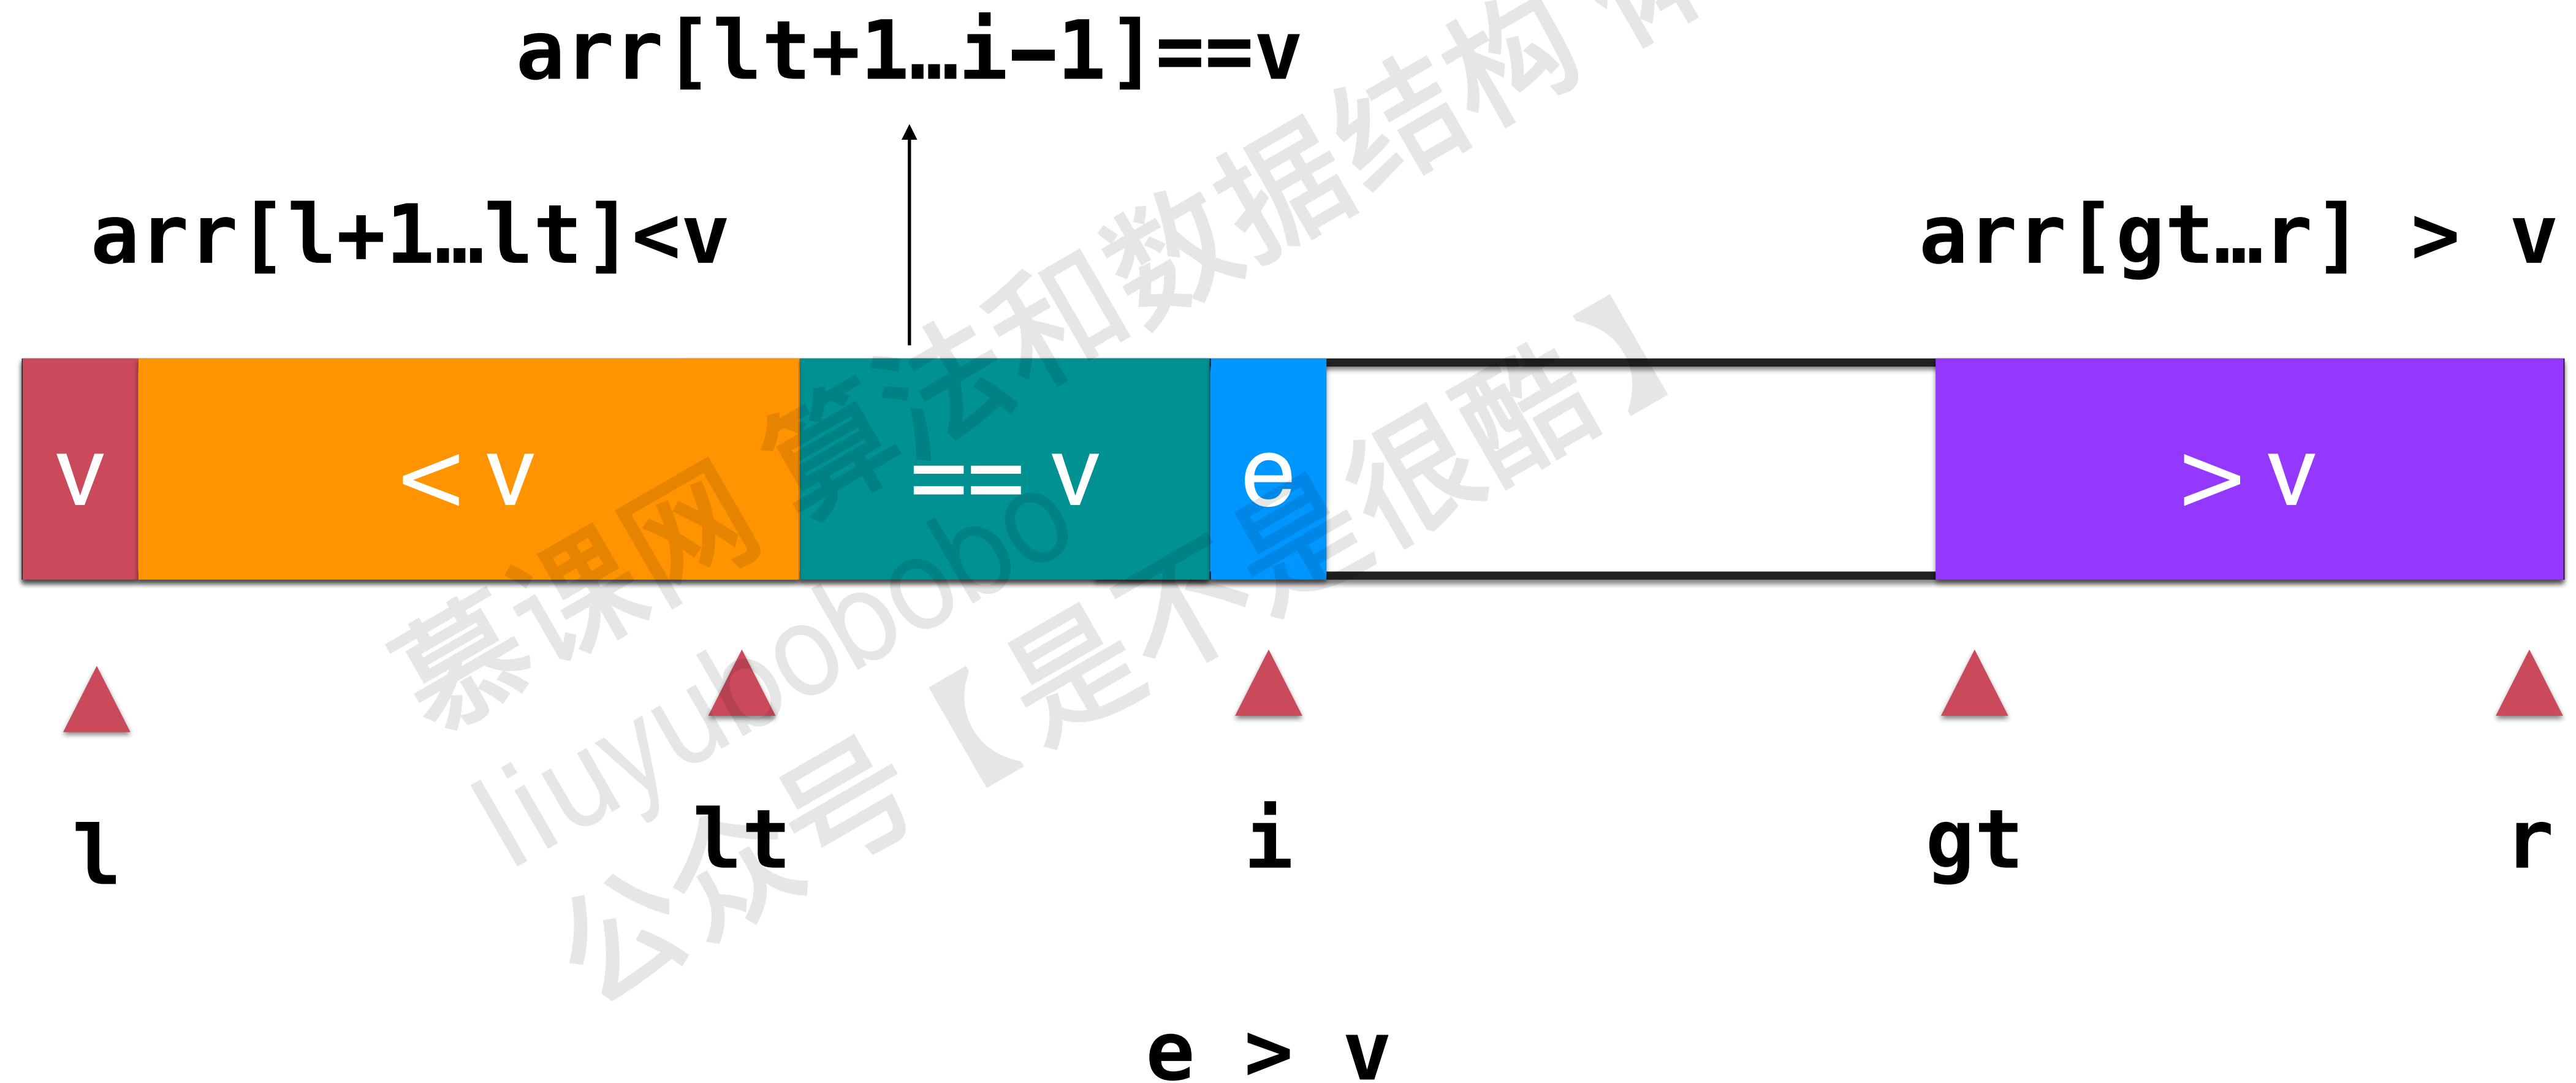 arr[lt+1…i-1]==v
arr[l+1…lt]<v
arr[gt…r] > v
v
< v
== v
e
> v
l
lt
i
gt
r
e > v
慕课网 算法和数据结构
liuyubobobo
公众号【是不是很酷】